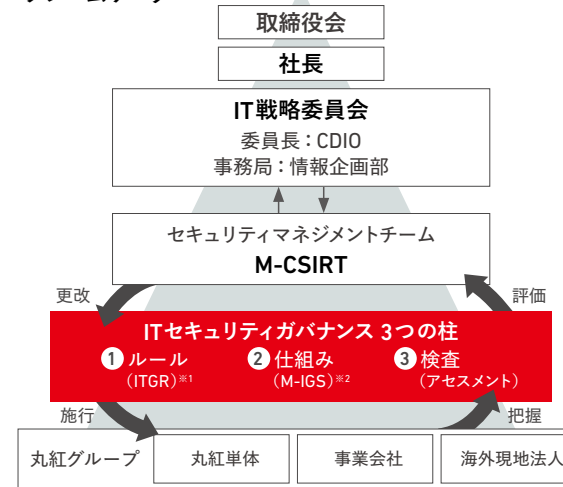 取締役会
社長
IT戦略委員会
委員長：CDIO
事務局：情報企画部
セキュリティマネジメントチーム
M-CSIRT
更改
評価
ITセキュリティガバナンス 3つの柱
1 ルール
（ITGR）※1
2 仕組み
（M-IGS）※2
3 検査
（アセスメント）
施行
把握
丸紅グループ
丸紅単体
事業会社
海外現地法人